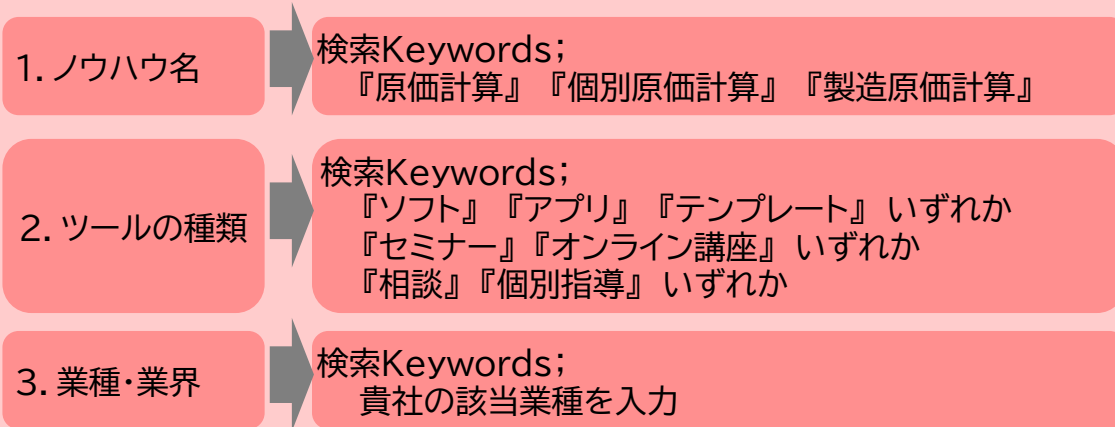 1. ノウハウ名
検索Keywords;
『原価計算』『個別原価計算』『製造原価計算』
2. ツールの種類
検索Keywords;
『ソフト』『アプリ』『テンプレート』いずれか
『セミナー』『オンライン講座』いずれか
『相談』『個別指導』いずれか
3. 業種・業界
検索Keywords;
貴社の該当業種を入力